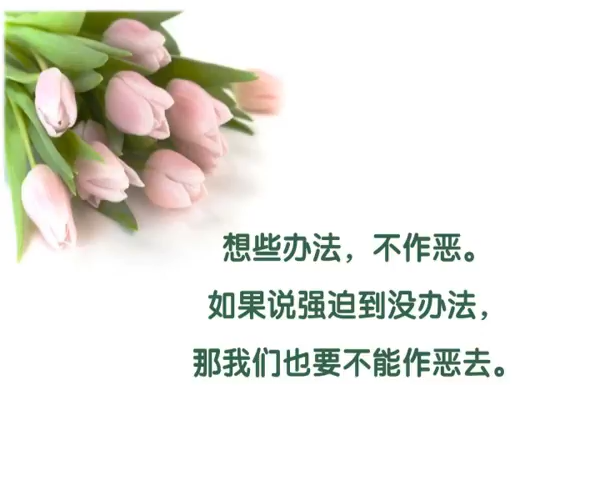 想些办法，不作恶。
如果说强迫到没办法，
那我们也要不能作恶去。